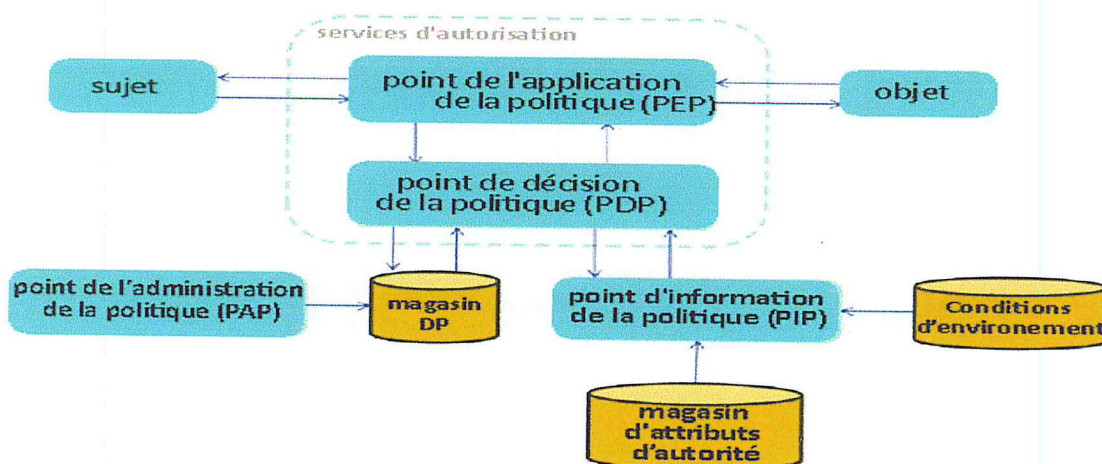 services d'autorisation
sujet
point de l'application
de la politique (PEP)
objet
point de décision
de la politique (PDP)
point de l'administration
de la politique (PAP)
magasin
DP
point d'information
de la politique (PIP)
Conditions
d'environement
magasin
d'attributs
d'autorité